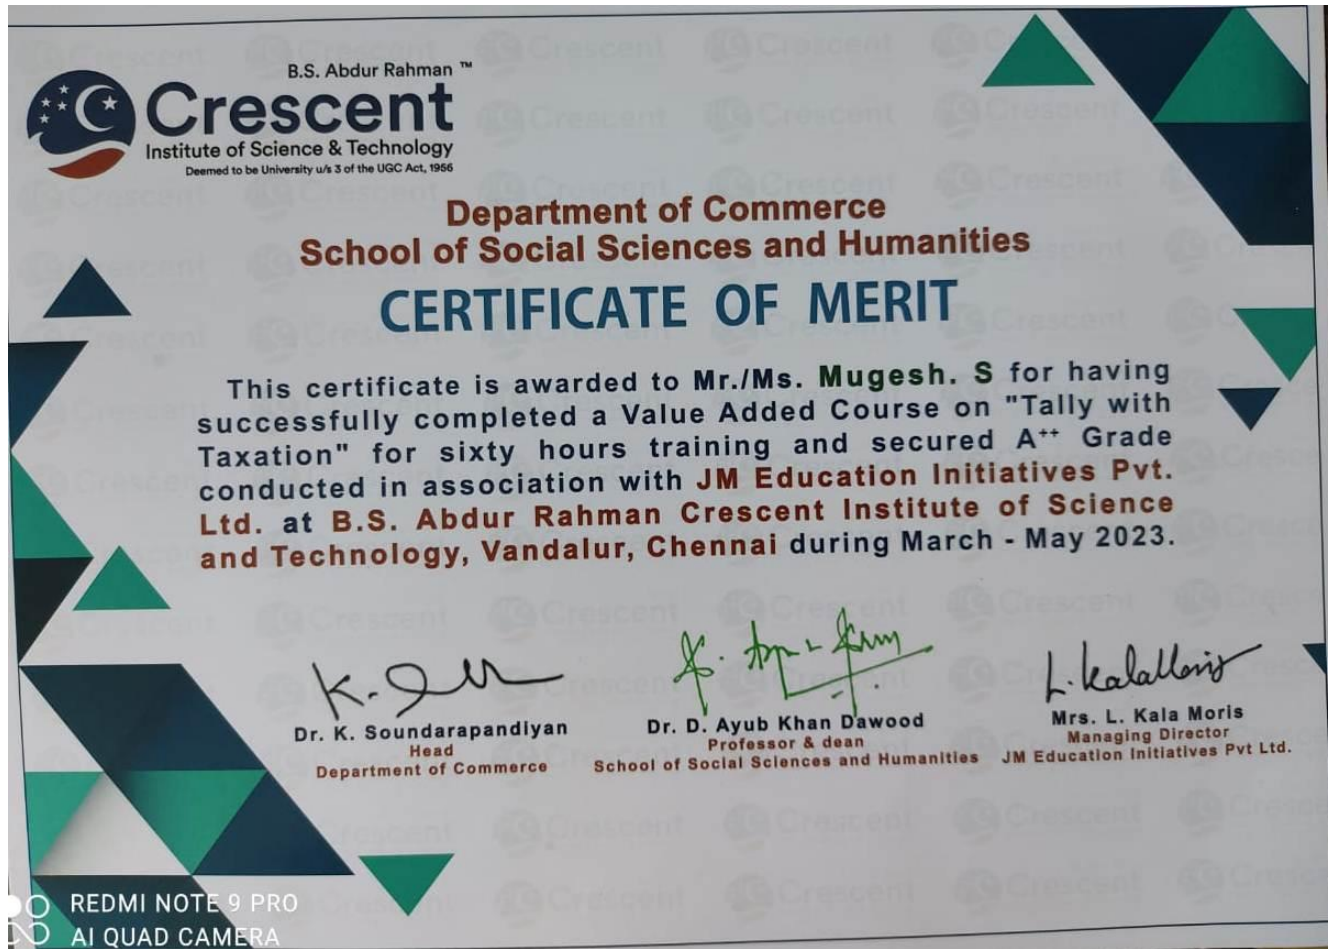 B.S. Abdur Rahman ™
Crescent
Institute of Science & Technology
Deemed to be University u/s 3 of the UGC Act, 1956
Department of Commerce
School of Social Sciences and Humanities
CERTIFICATE OF MERIT
This certificate is awarded to Mr./Ms. Mugesh. S for having
successfully completed a Value Added Course on "Tally with
Taxation" for sixty hours training and secured A++ Grade
conducted in association with JM Education Initiatives Pvt.
Ltd. at B.S. Abdur Rahman Crescent Institute of Science
and Technology, Vandalur, Chennai during March - May 2023.
L. KalaMoris
Dr. K. Soundarapandiyan
Head
Department of Commerce
Dr. D. Ayub Khan Dawood
Professor & dean
School of Social Sciences and Humanities
Mrs. L. Kala Moris
Managing Director
JM Education Initiatives Pvt Ltd.
REDMI NOTE 9 PRO
AI QUAD CAMERA